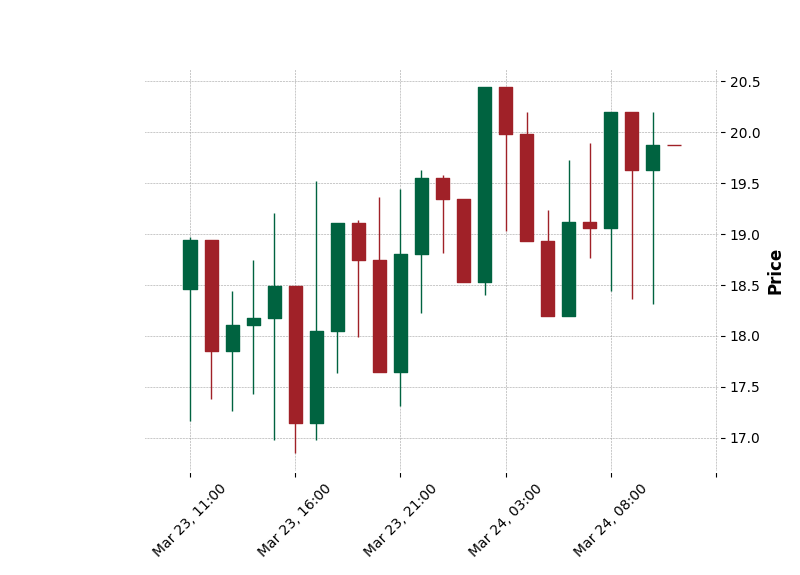 20.5
20.0
19.5
19.0
18.5
18.0
17.5
17.0
Price
Mar 23, 11:00
Mar 23, 16:00
Mar 23, 21:00
Mar 24, 03:00
Mar 24, 08:00